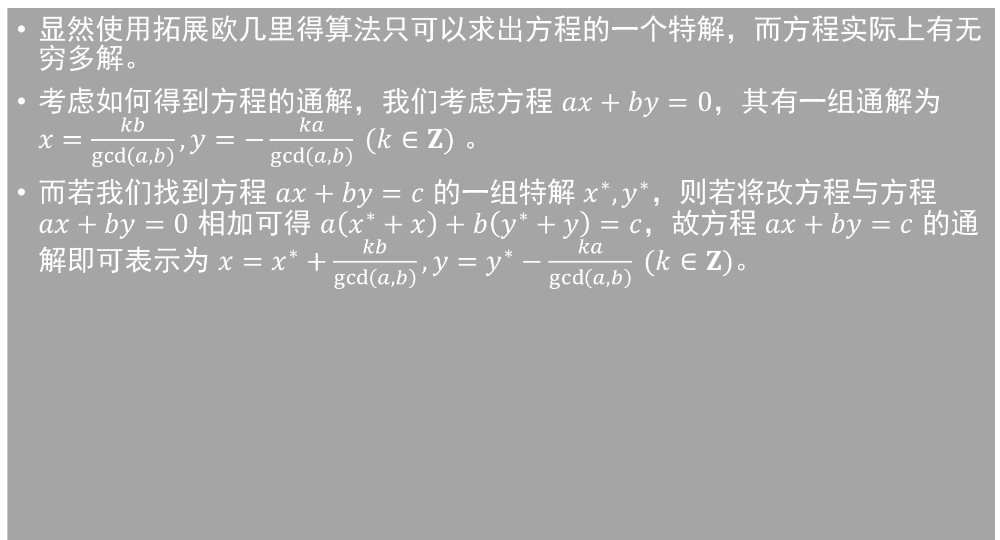 • 显然使用拓展欧几里得算法只可以求出方程的一个特解，而方程实际上有无
穷多解。
• 考虑如何得到方程的通解，我们考虑方程 $ax + by = 0$，其有一组通解为
$x = \frac{kb}{\gcd(a,b)}, y = -\frac{ka}{\gcd(a,b)}\ (k \in \mathbf{Z})$ 。
• 而若我们找到方程 $ax + by = c$ 的一组特解 $x^*, y^*$，则若将改方程与方程
$ax + by = 0$ 相加可得 $a(x^* + x) + b(y^* + y) = c$，故方程 $ax + by = c$ 的通
解即可表示为 $x = x^* + \frac{kb}{\gcd(a,b)}, y = y^* - \frac{ka}{\gcd(a,b)}\ (k \in \mathbf{Z})$。